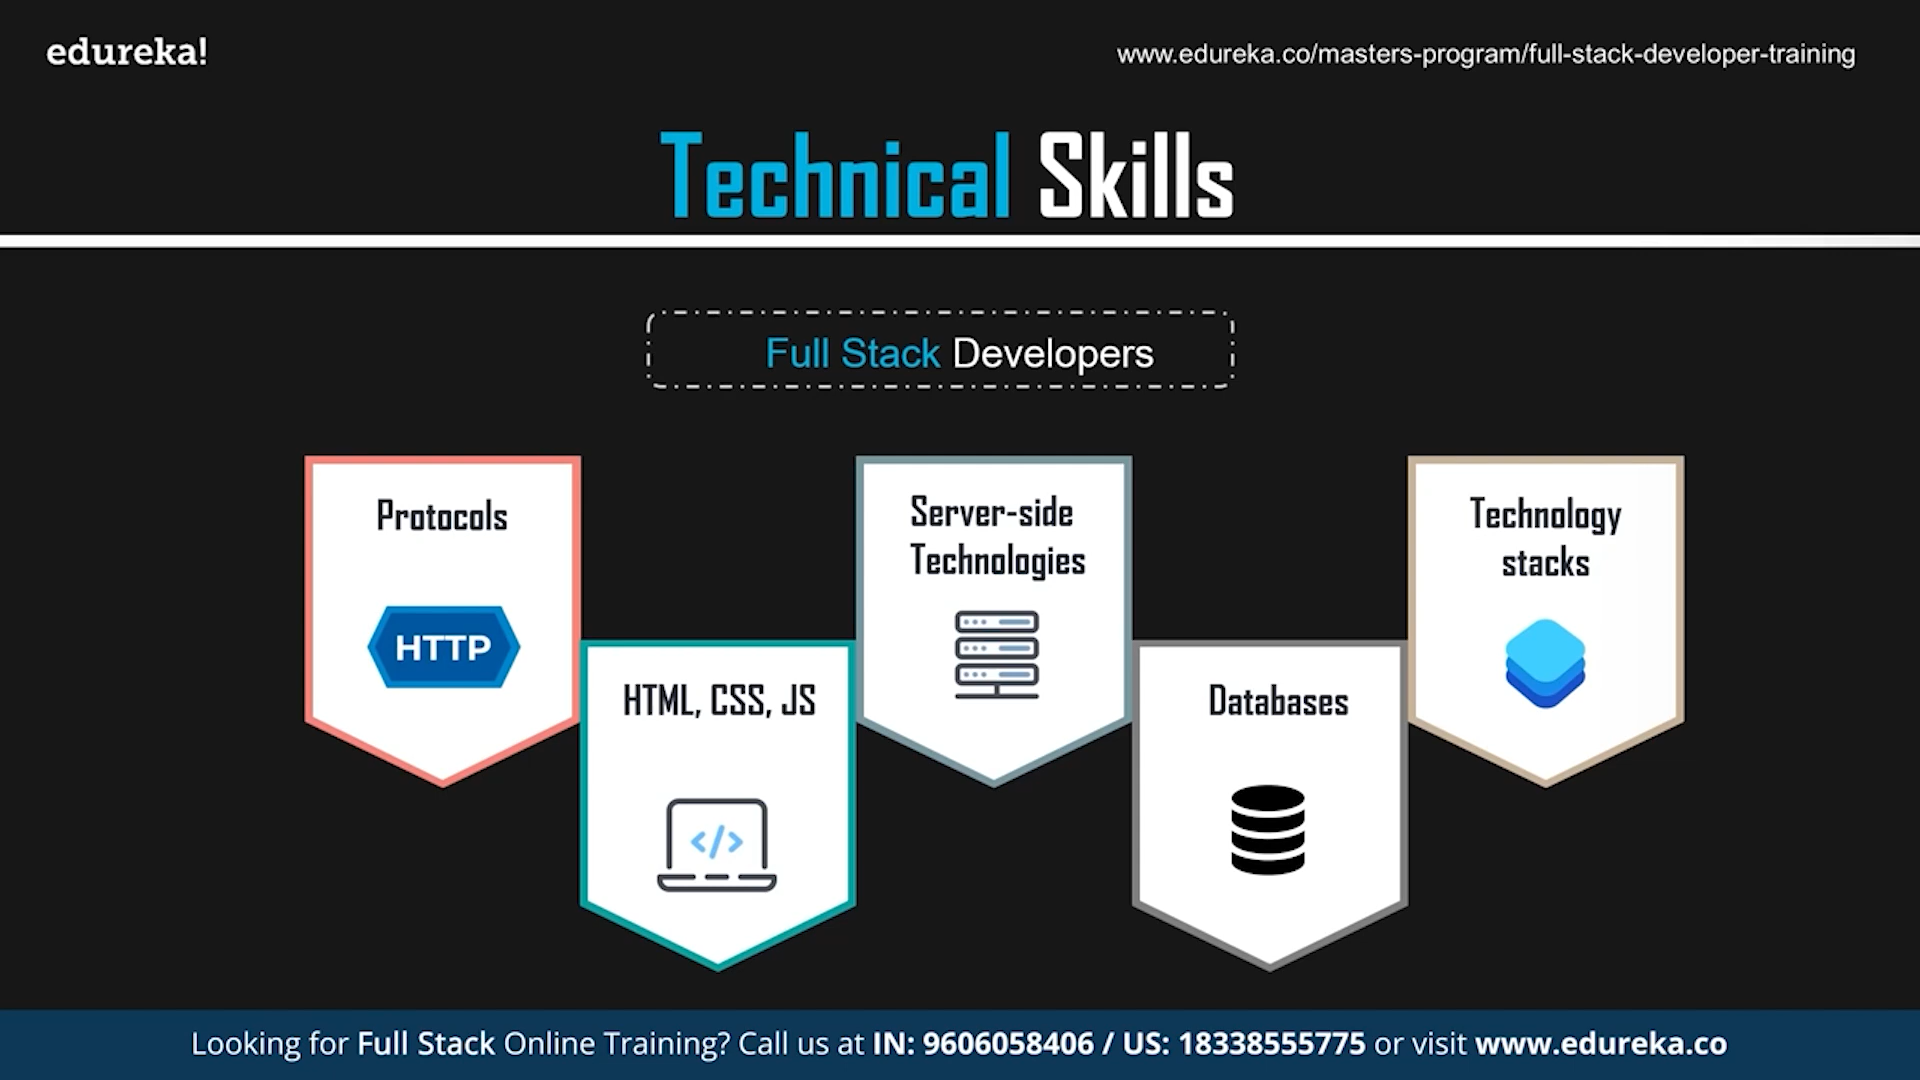 edureka!
www.edureka.co/masters-program/full-stack-developer-training
Technical Skills
Full Stack Developers
Protocols
HTTP
HTML, CSS, JS
</>
Server-side
Technologies
Databases
Technology
stacks
Looking for Full Stack Online Training? Call us at IN: 9606058406 / US: 18338555775 or visit www.edureka.co